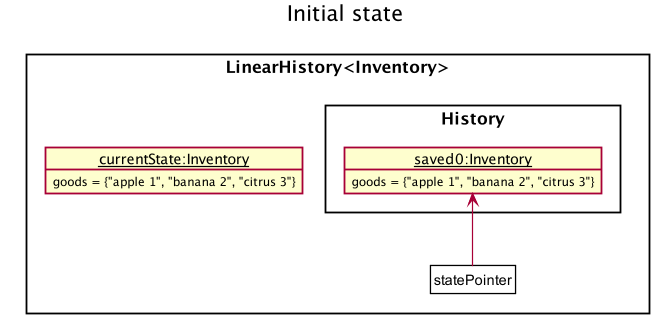 Initial state
LinearHistory<Inventory>
History
currentState:Inventory
goods = {"apple 1", "banana 2", "citrus 3"}
saved0:Inventory
goods = {"apple 1", "banana 2", "citrus 3"}
statePointer